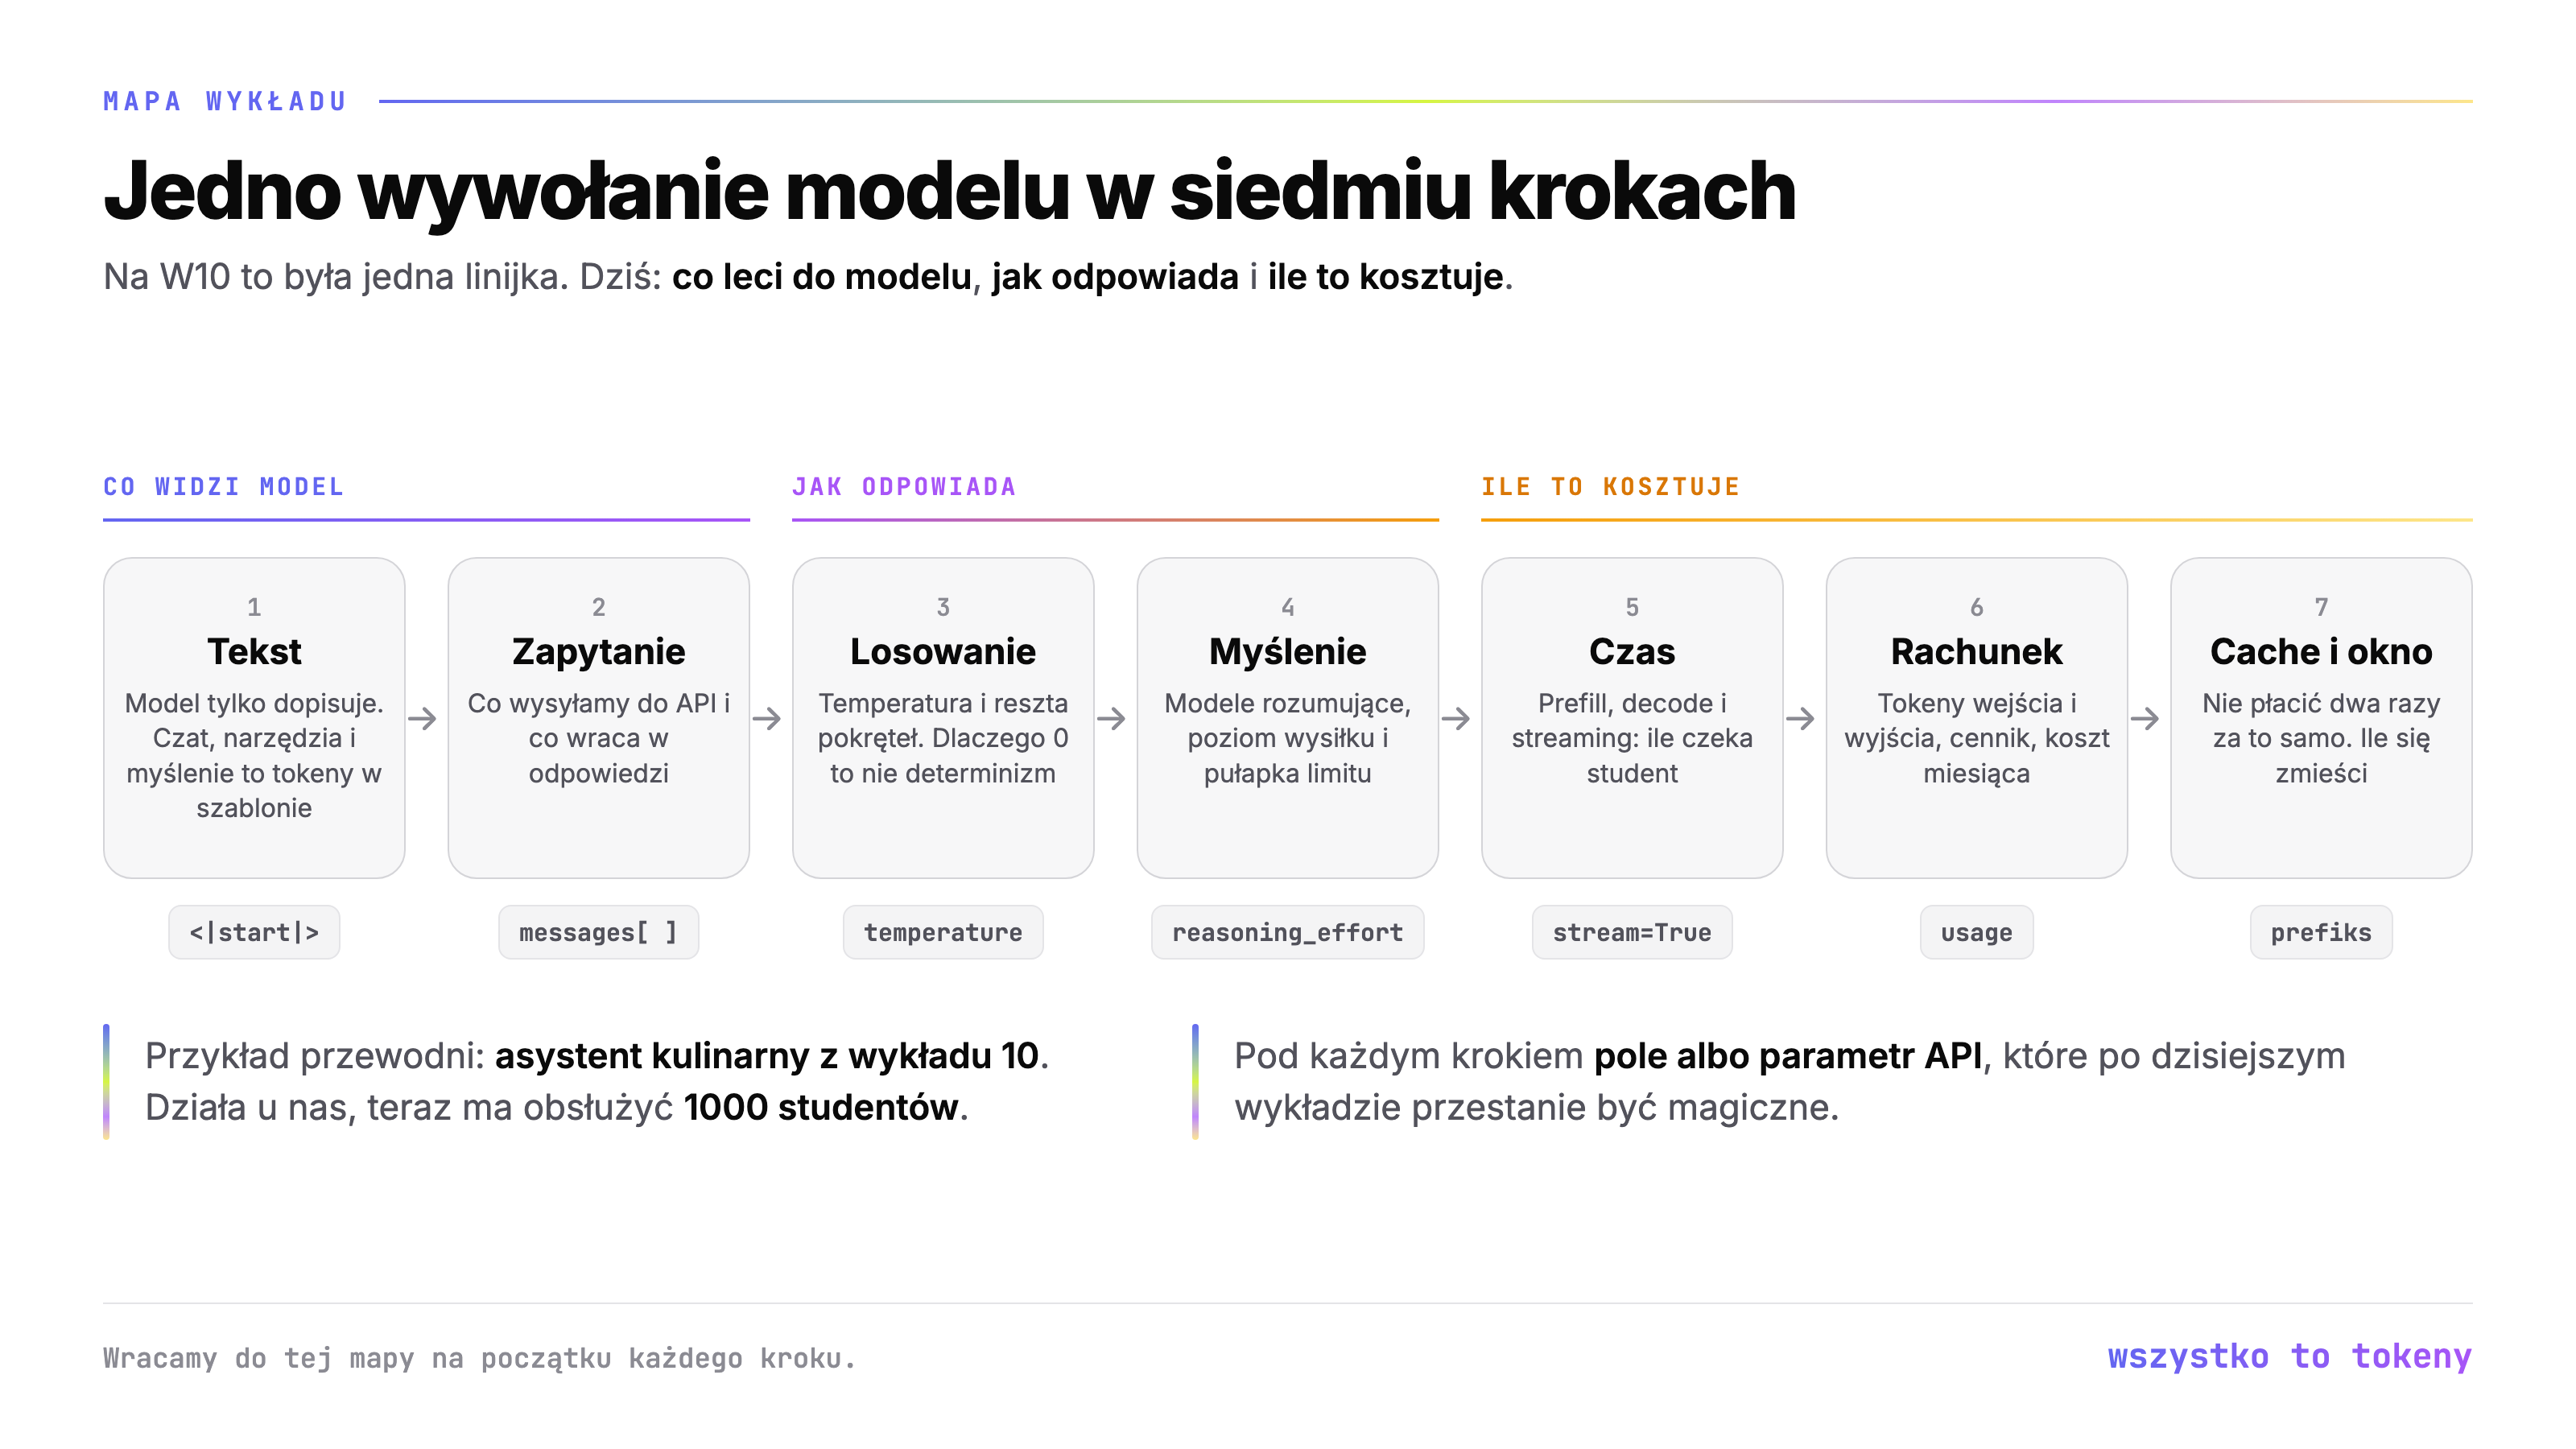 MAPA WYKŁADU
Jedno wywołanie modelu w siedmiu krokach
Na W10 to była jedna linijka. Dziś: co leci do modelu, jak odpowiada i ile to kosztuje.
CO WIDZI MODEL
JAK ODPOWIADA
ILE TO KOSZTUJE
1
Tekst
Model tylko dopisuje.
Czat, narzędzia i
myślenie to tokeny w
szablonie
<|start|>
2
Zapytanie
Co wysyłamy do API i
co wraca w
odpowiedzi
messages[ ]
3
Losowanie
Temperatura i reszta
pokręteł. Dlaczego 0
to nie determinizm
temperature
4
Myślenie
Modele rozumujące,
poziom wysiłku i
pułapka limitu
reasoning_effort
5
Czas
Prefill, decode i
streaming: ile czeka
student
stream=True
6
Rachunek
Tokeny wejścia i
wyjścia, cennik, koszt
miesiąca
usage
7
Cache i okno
Nie płacić dwa razy
za to samo. Ile się
zmieści
prefiks
Przykład przewodni: asystent kulinarny z wykładu 10.
Działa u nas, teraz ma obsłużyć 1000 studentów.
Pod każdym krokiem pole albo parametr API, które po dzisiejszym
wykładzie przestanie być magiczne.
Wracamy do tej mapy na początku każdego kroku.
wszystko to tokeny